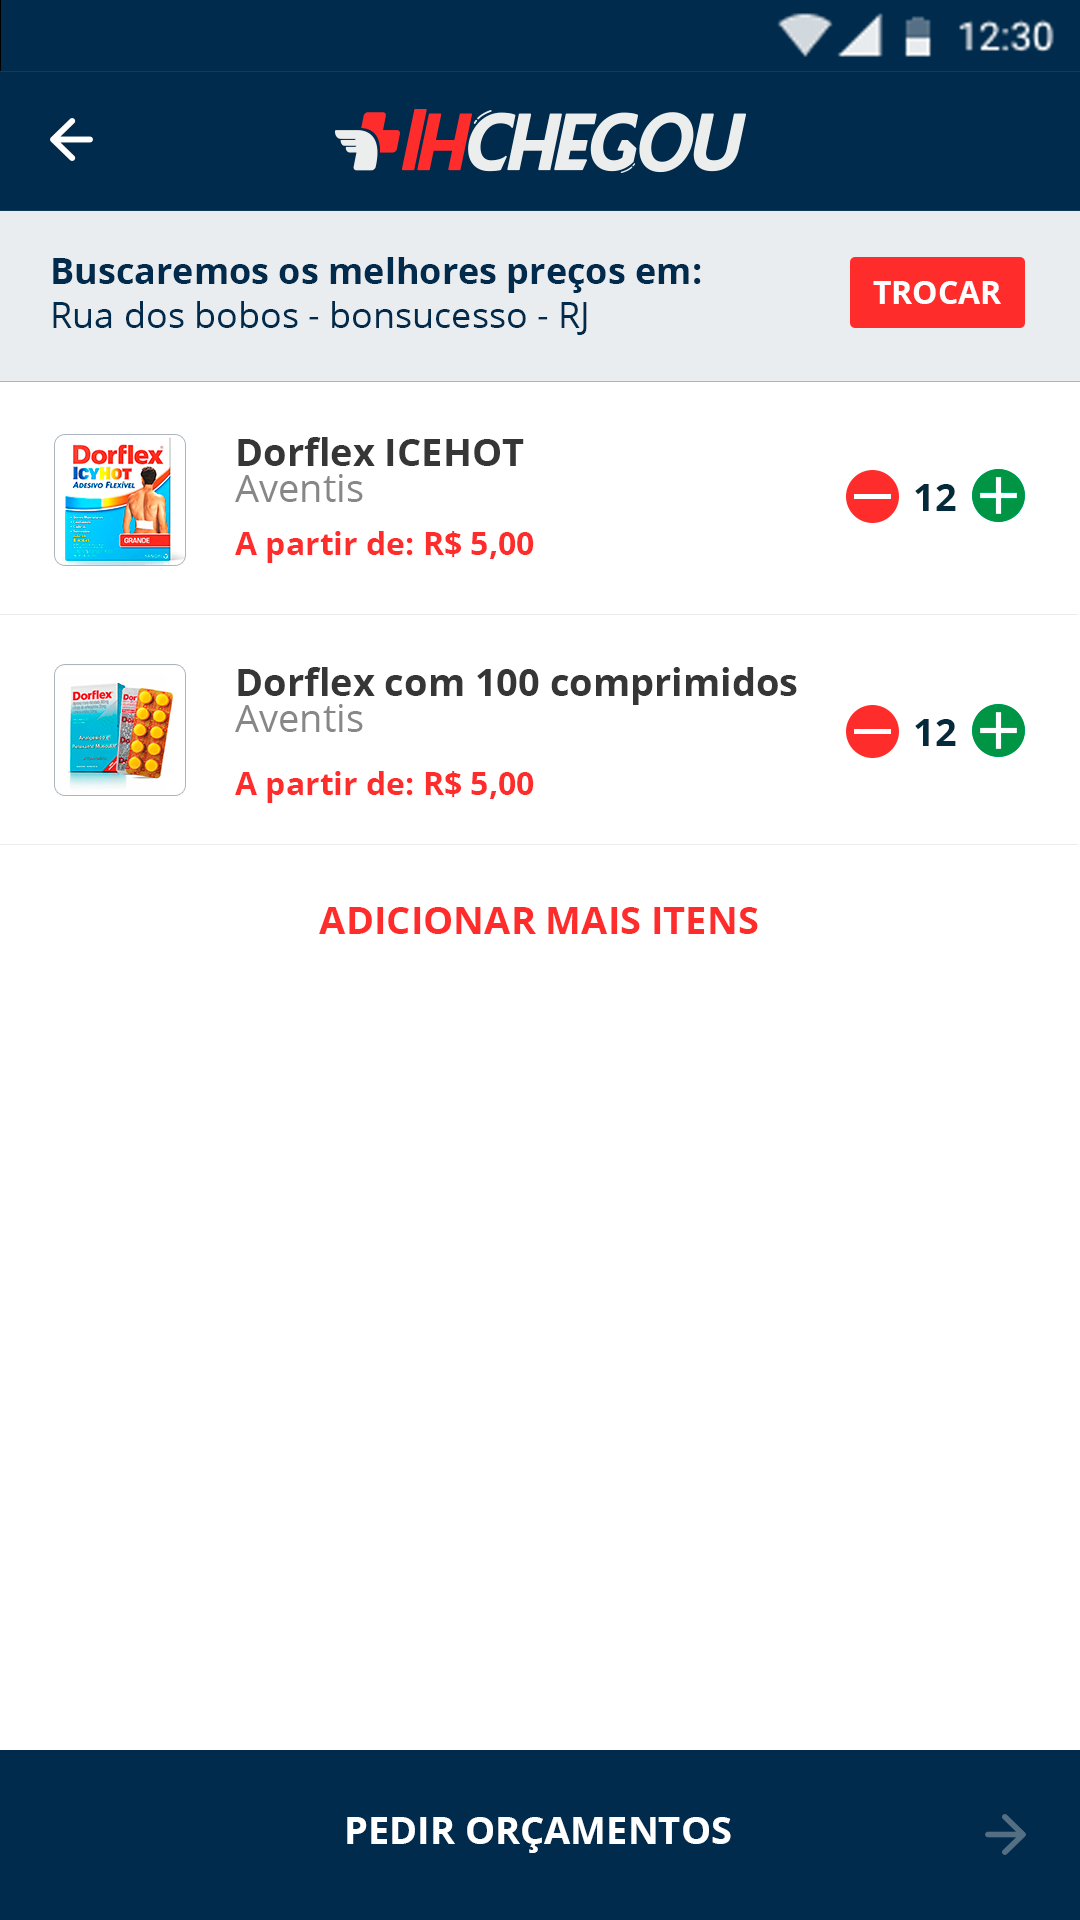 12:30
IHCHEGOU
Buscaremos os melhores preços em:
Rua dos bobos - bonsucesso - RJ
TROCAR
Dorflex
ICYHOT
ADESIVO FLEXÍVEL
GRANDE
Dorflex ICEHOT
Aventis
A partir de: R$ 5,00
12
Dorflex
Dorflex com 100 comprimidos
Aventis
A partir de: R$ 5,00
12
ADICIONAR MAIS ITENS
PEDIR ORÇAMENTOS